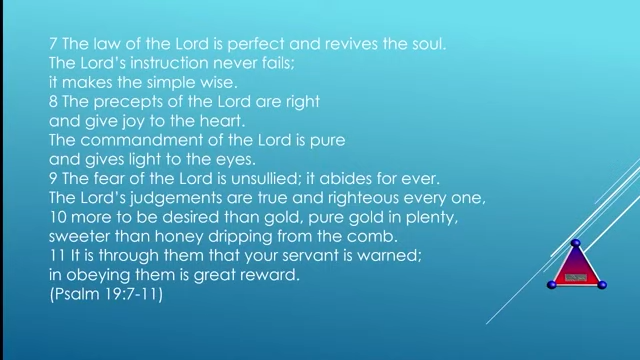 7 The law of the Lord is perfect and revives the soul.
The Lord's instruction never fails;
it makes the simple wise.
8 The precepts of the Lord are right
and give joy to the heart.
The commandment of the Lord is pure
and gives light to the eyes.
9 The fear of the Lord is unsullied; it abides for ever.
The Lord's judgements are true and righteous every one,
10 more to be desired than gold, pure gold in plenty,
sweeter than honey dripping from the comb.
11 It is through them that your servant is warned;
in obeying them is great reward.
(Psalm 19:7-11)